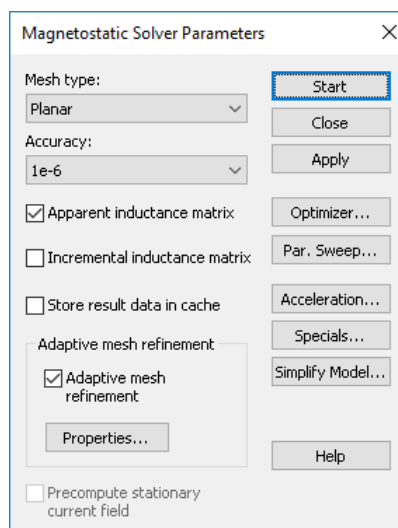 Magnetostatic Solver Parameters
Mesh type:
Planar
Accuracy:
1e-6
Apparent inductance matrix
Incremental inductance matrix
Store result data in cache
Adaptive mesh refinement
Adaptive mesh
refinement
Properties...
Precompute stationary
current field
Start
Close
Apply
Optimizer...
Par. Sweep...
Acceleration...
Specials...
Simplify Model...
Help